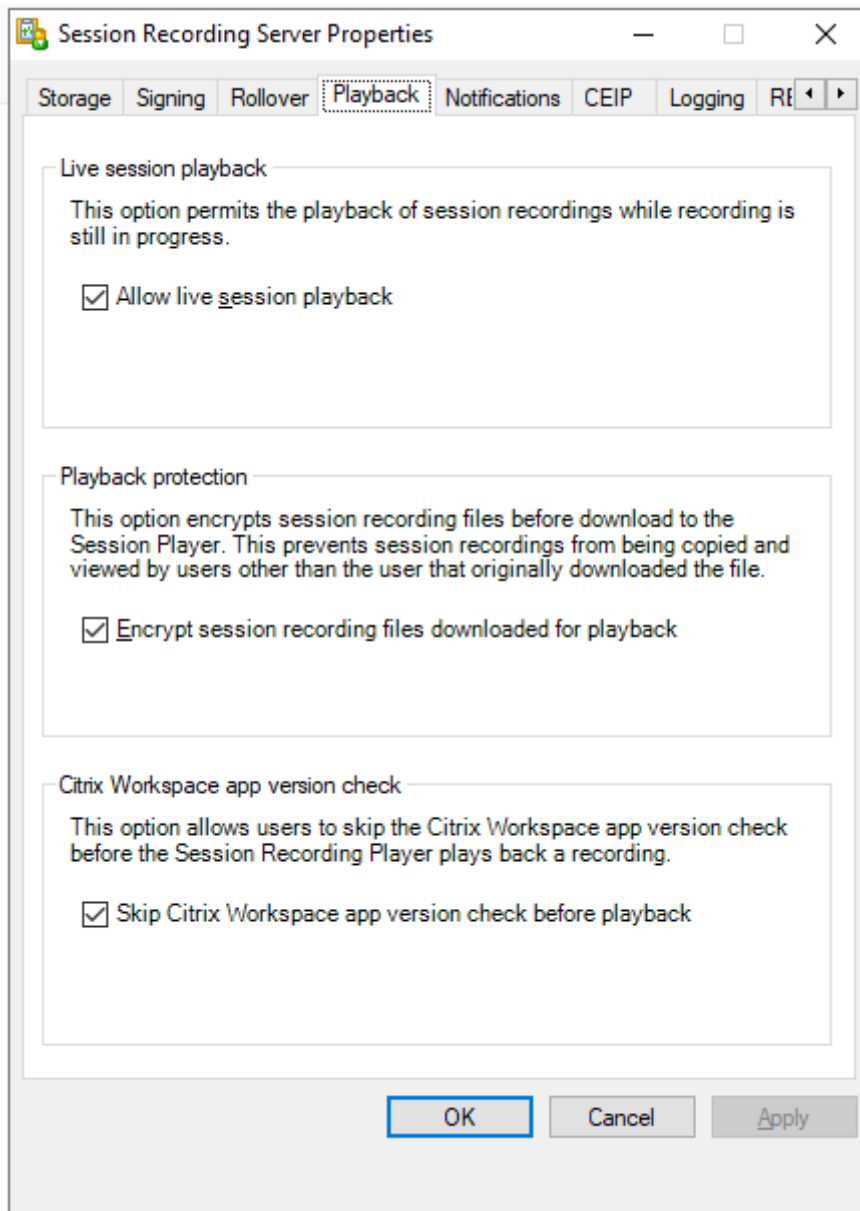 Session Recording Server Properties
Storage Signing Rollover Playback Notifications CEIP Logging
Live session playback
This option permits the playback of session recordings while recording is
still in progress.
Allow live session playback
Playback protection
This option encrypts session recording files before download to the
Session Player. This prevents session recordings from being copied and
viewed by users other than the user that originally downloaded the file.
Encrypt session recording files downloaded for playback
Citrix Workspace app version check
This option allows users to skip the Citrix Workspace app version check
before the Session Recording Player plays back a recording.
Skip Citrix Workspace app version check before playback
OK Cancel Apply